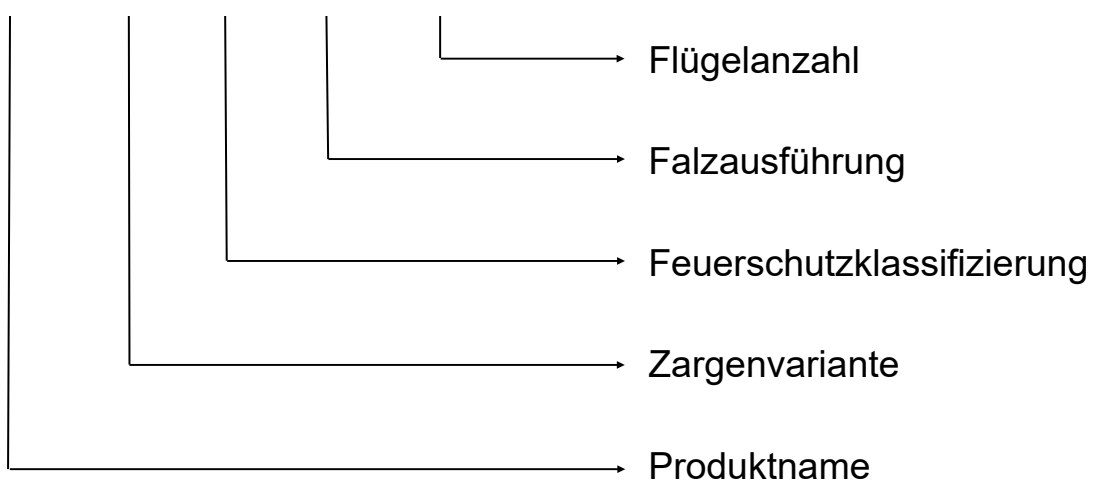 Flügelanzahl
Falzausführung
Feuerschutzklassifizierung
Zargenvariante
Produktname